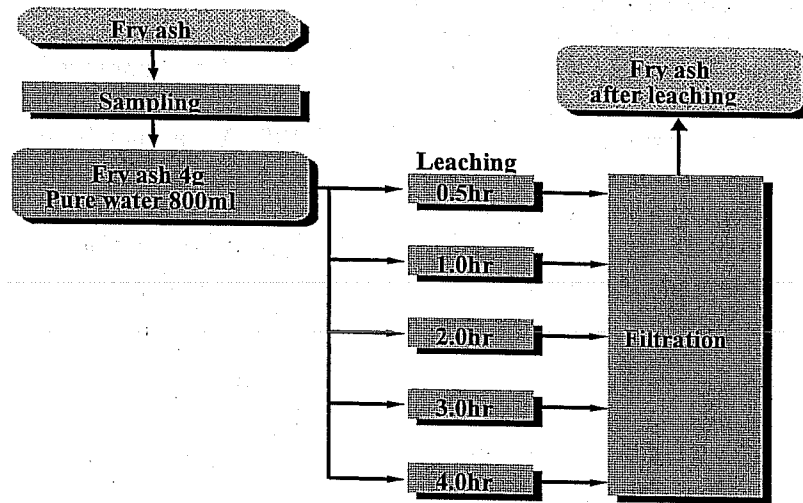 Fry ash
Sampling
Fry ash 4g
Pure water 800ml
Leaching
0.5hr
1.0hr
2.0hr
3.0hr
4.0hr
Filtration
Fry ash
after leaching